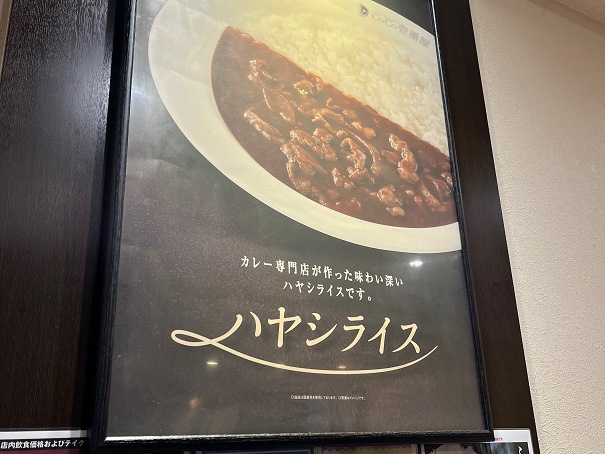 CoCo壱番屋
カレー専門店が作った味わい深い
ハヤシライスです。
ハヤシライス
店内飲食価格およびテイク